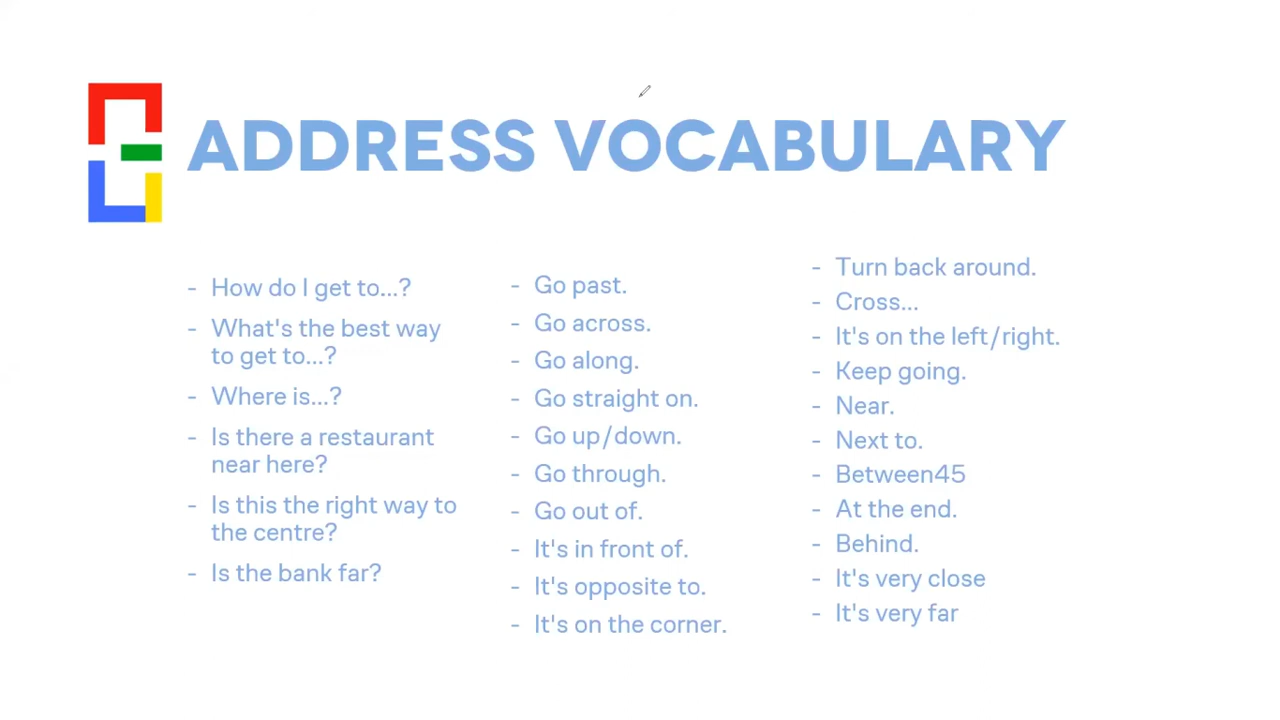 ADDRESS VOCABULARY
- How do I get to...?
- What's the best way
to get to...?
- Where is...?
- Is there a restaurant
near here?
- Is this the right way to
the centre?
- Is the bank far?
- Go past.
- Go across.
- Go along.
- Go straight on.
- Go up/down.
- Go through.
- Go out of.
- It's in front of.
- It's opposite to.
- It's on the corner.
- Turn back around.
- Cross...
- It's on the left/right.
- Keep going.
- Near.
- Next to.
- Between45
- At the end.
- Behind.
- It's very close
- It's very far